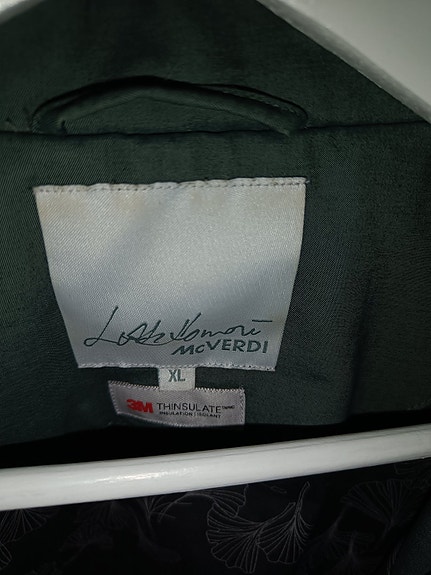 McVERDI
XL
3M THINSULATE
INSULATION | ISOLANT